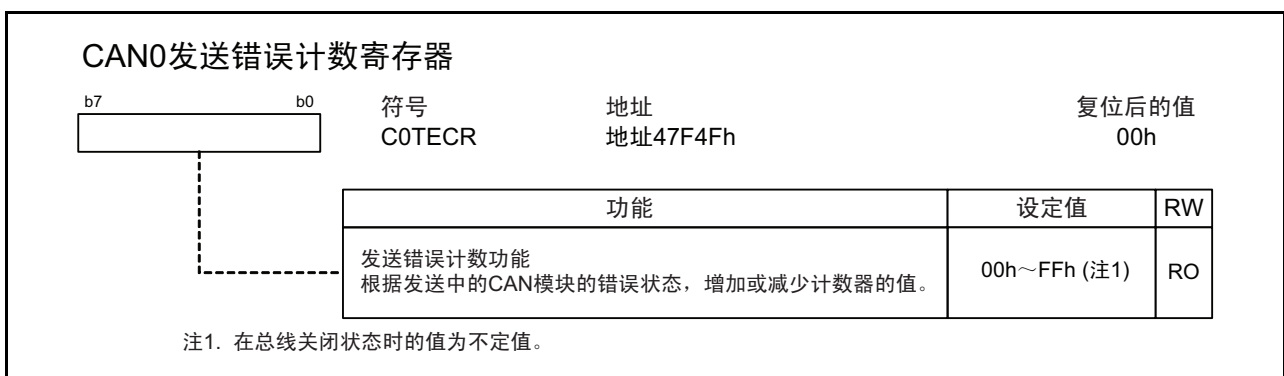 CAN0发送错误计数寄存器
b7 b0 符号 地址 复位后的值
C0TECR 地址47F4Fh 00h
功能 设定值 RW
发送错误计数功能
根据发送中的CAN模块的错误状态，增加或减少计数器的值。 00h～FFh (注1) RO
注1. 在总线关闭状态时的值为不定值。